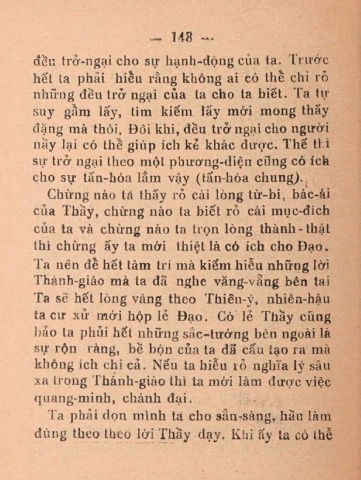 — 148 —
đều trở-ngại cho sự hạnh-động của ta. Trước
hết ta phải hiểu rằng không ai có thể chỉ rõ
những đều trở ngại của ta cho ta biết. Ta tự
suy gầm lấy, tìm kiếm lấy mới mong thấy
đặng mà thôi. Đôi khi, đều trở ngại cho người
nầy lại có thể giúp ích kẻ khác được. Thế thì
sự trở ngại theo một phương-diện cũng có ích
cho sự tấn-hóa lắm vậy (tấn-hóa chung).
Chừng nào tá thấy rỏ cái lòng từ-bi, bác-ái
của Thầy, chừng nào ta biết rỏ cái mục-đích
của ta và chừng nào ta trọn lòng thành-thật
thì chừng ấy ta mới thiệt là có ích cho Đạo.
Ta nên để hết tâm trí mà kiếm hiểu những lời
Thánh-giáo mà ta đã nghe văng-vẳng bên tai
Ta sẽ hết lòng vâng theo Thiên-ý, nhiên-hậu
ta cư xử mới hộp lẻ Đạo. Có lẻ Thầy cũng
bảo ta phủi hết những sắc-tướng bên ngoài là
sự rộn ràng, bề bộn của ta đã cấu tạo ra mà
không ích chi cả. Nếu ta hiểu rỏ nghĩa lý sâu
xa trong Thánh-giáo thì ta mới làm được việc
quang-minh, chánh đại.
Ta phải dọn mình ta cho sẵn-sàng, hầu làm
đúng theo theo lời Thầy dạy. Khi ấy ta có thể